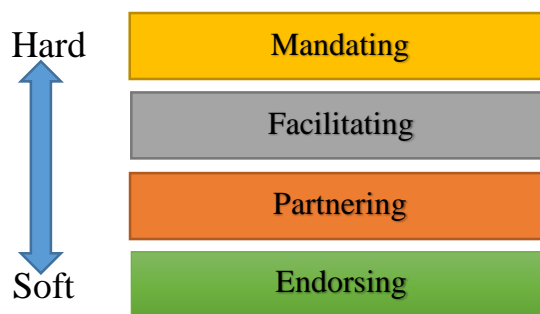 Hard
Mandating
Facilitating
Partnering
Soft
Endorsing